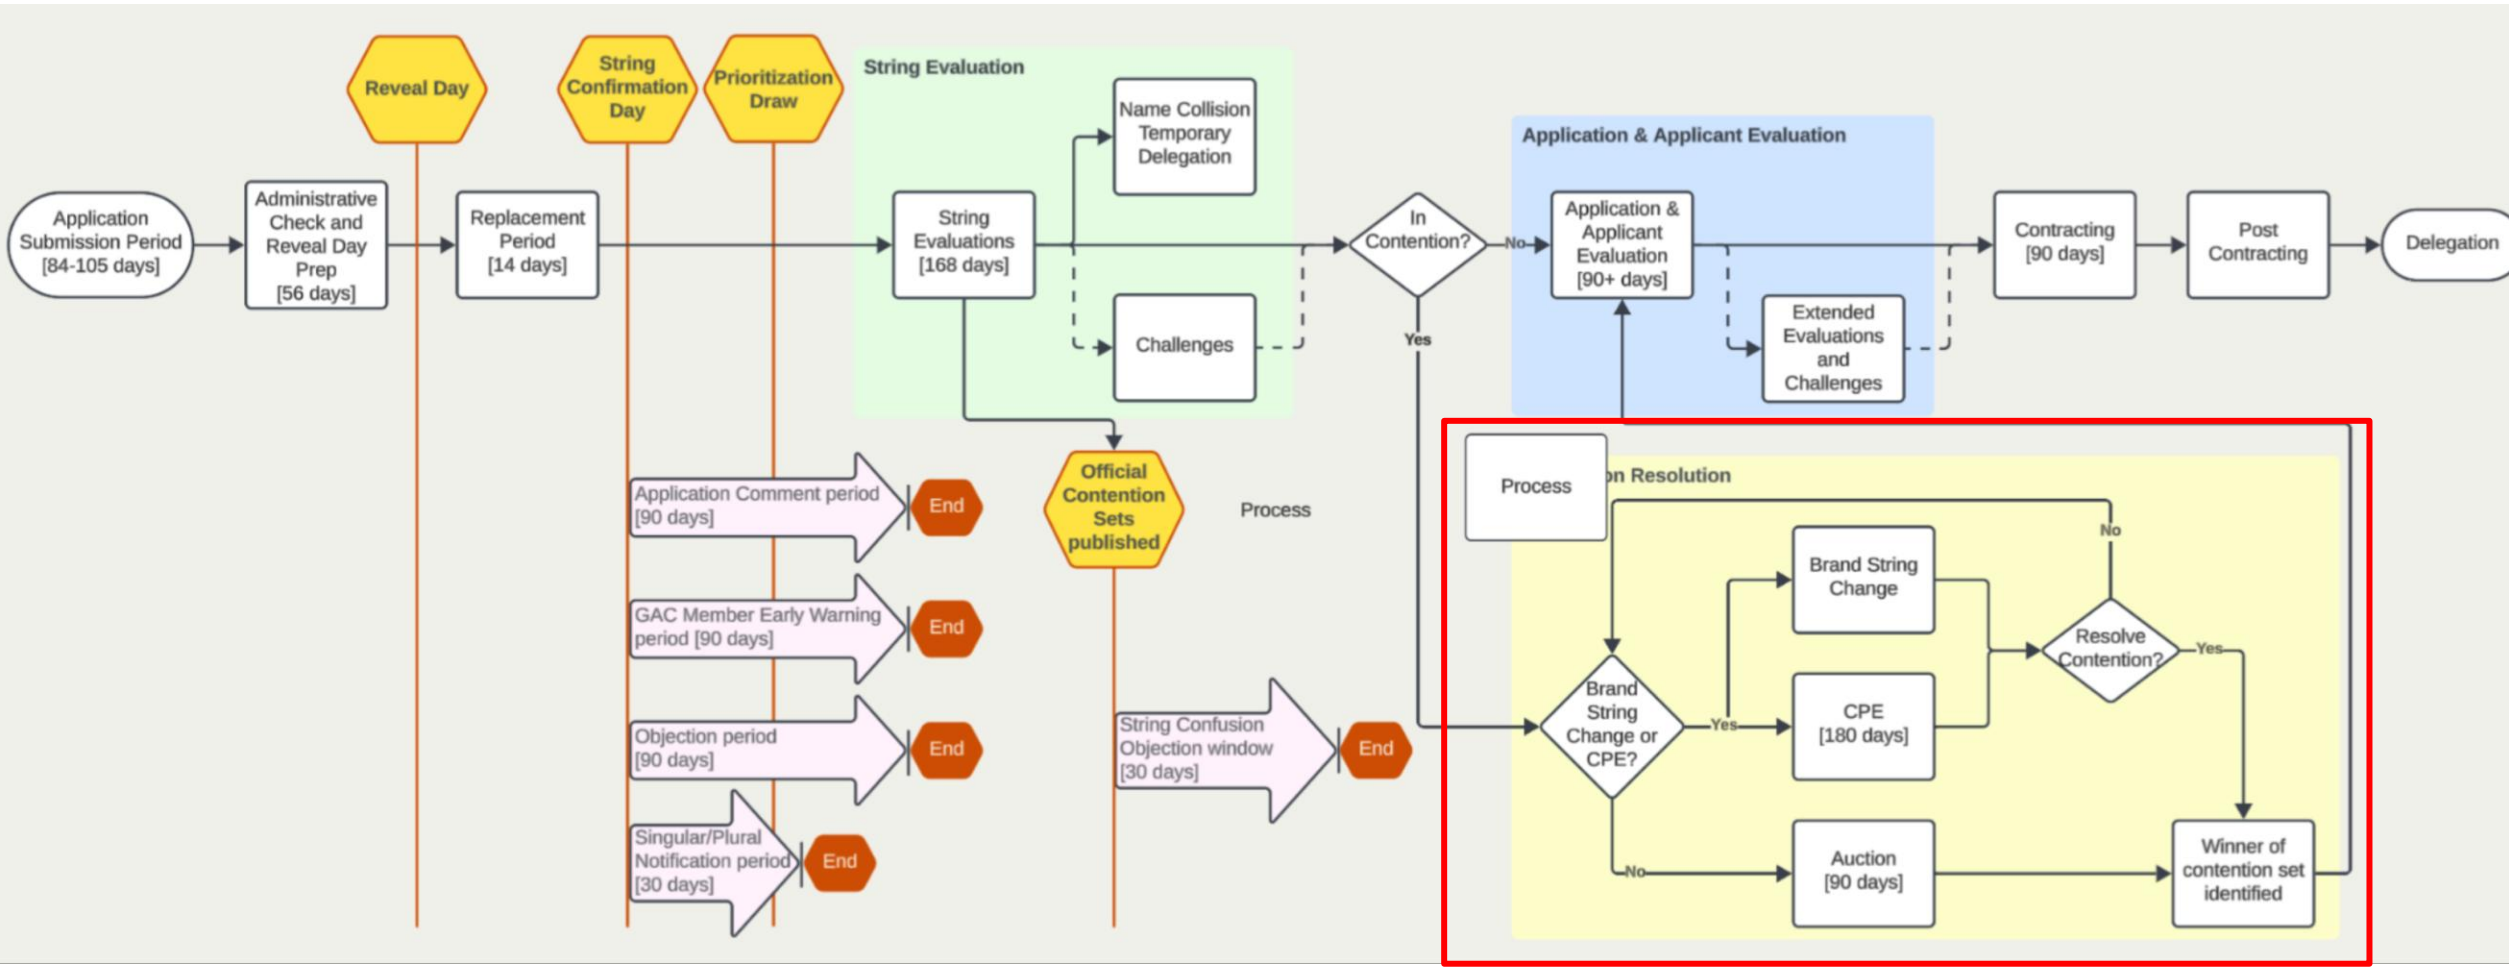 Reveal Day
String
Confirmation
Day
Prioritization
Draw
String Evaluation
Name Collision
Temporary
Delegation
Application & Applicant Evaluation
Application
Submission Period
[84-105 days]
Administrative
Check and
Reveal Day
Prep
[56 days]
Replacement
Period
[14 days]
String
Evaluations
[168 days]
Challenges
In
Contention?
No
Yes
Application &
Applicant
Evaluation
[90+ days]
Extended
Evaluations
and
Challenges
Contracting
[90 days]
Post
Contracting
Delegation
Application Comment period
[90 days]
End
GAC Member Early Warning
period [90 days]
End
Objection period
[90 days]
End
Singular/Plural
Notification period
[30 days]
End
Official
Contention
Sets
published
Process
String Confusion
Objection window
[30 days]
End
Process
on Resolution
No
Brand String
Change
Resolve
Contention?
Yes
Brand
String
Change or
CPE?
Yes
CPE
[180 days]
No
Auction
[90 days]
Winner of
contention set
identified